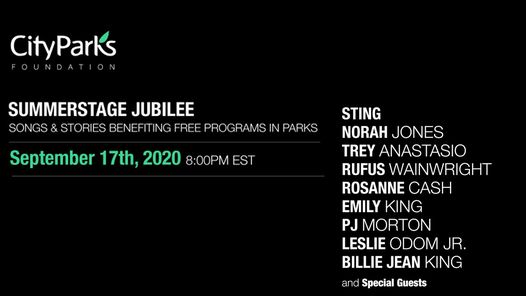 CityParks
FOUNDATION
SUMMERSTAGE JUBILEE
SONGS & STORIES BENEFITING FREE PROGRAMS IN PARKS
September 17th, 2020 8:00PM EST
STING
NORAH JONES
TREY ANASTASIO
RUFUS WAINWRIGHT
ROSANNE CASH
EMILY KING
PJ MORTON
LESLIE ODOM JR.
BILLIE JEAN KING
and Special Guests